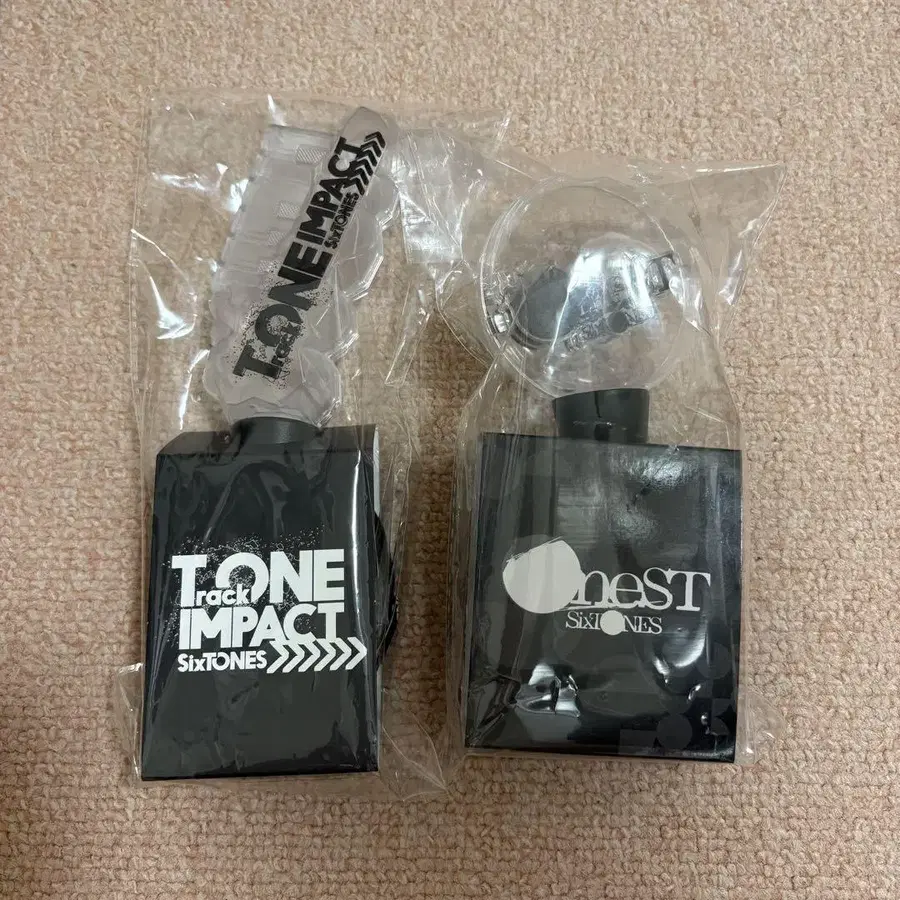 TrackONE
IMPACT
SixTONES
TrackONE
IMPACT
SixTONES
OneST
SixTONES